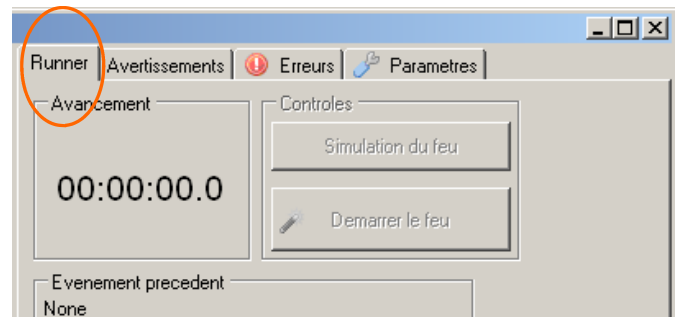 Runner Avertissements Erreurs Parametres
Avancement Controles
Simulation du feu
00:00:00.0
Demarrer le feu
Evenement precedent
None